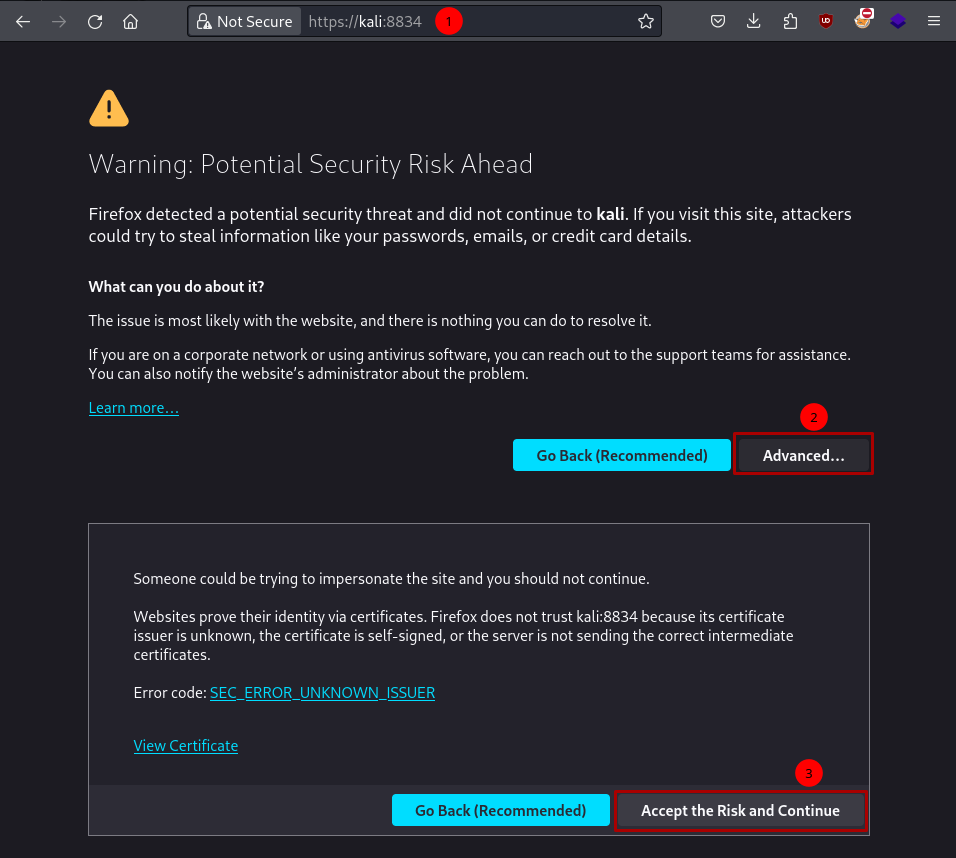 Not Secure https://kali:8834 1
Warning: Potential Security Risk Ahead
Firefox detected a potential security threat and did not continue to kali. If you visit this site, attackers
could try to steal information like your passwords, emails, or credit card details.
What can you do about it?
The issue is most likely with the website, and there is nothing you can do to resolve it.
If you are on a corporate network or using antivirus software, you can reach out to the support teams for assistance.
You can also notify the website’s administrator about the problem.
Learn more…
2
Go Back (Recommended) Advanced…
Someone could be trying to impersonate the site and you should not continue.
Websites prove their identity via certificates. Firefox does not trust kali:8834 because its certificate
issuer is unknown, the certificate is self-signed, or the server is not sending the correct intermediate
certificates.
Error code: SEC_ERROR_UNKNOWN_ISSUER
View Certificate
3
Go Back (Recommended) Accept the Risk and Continue